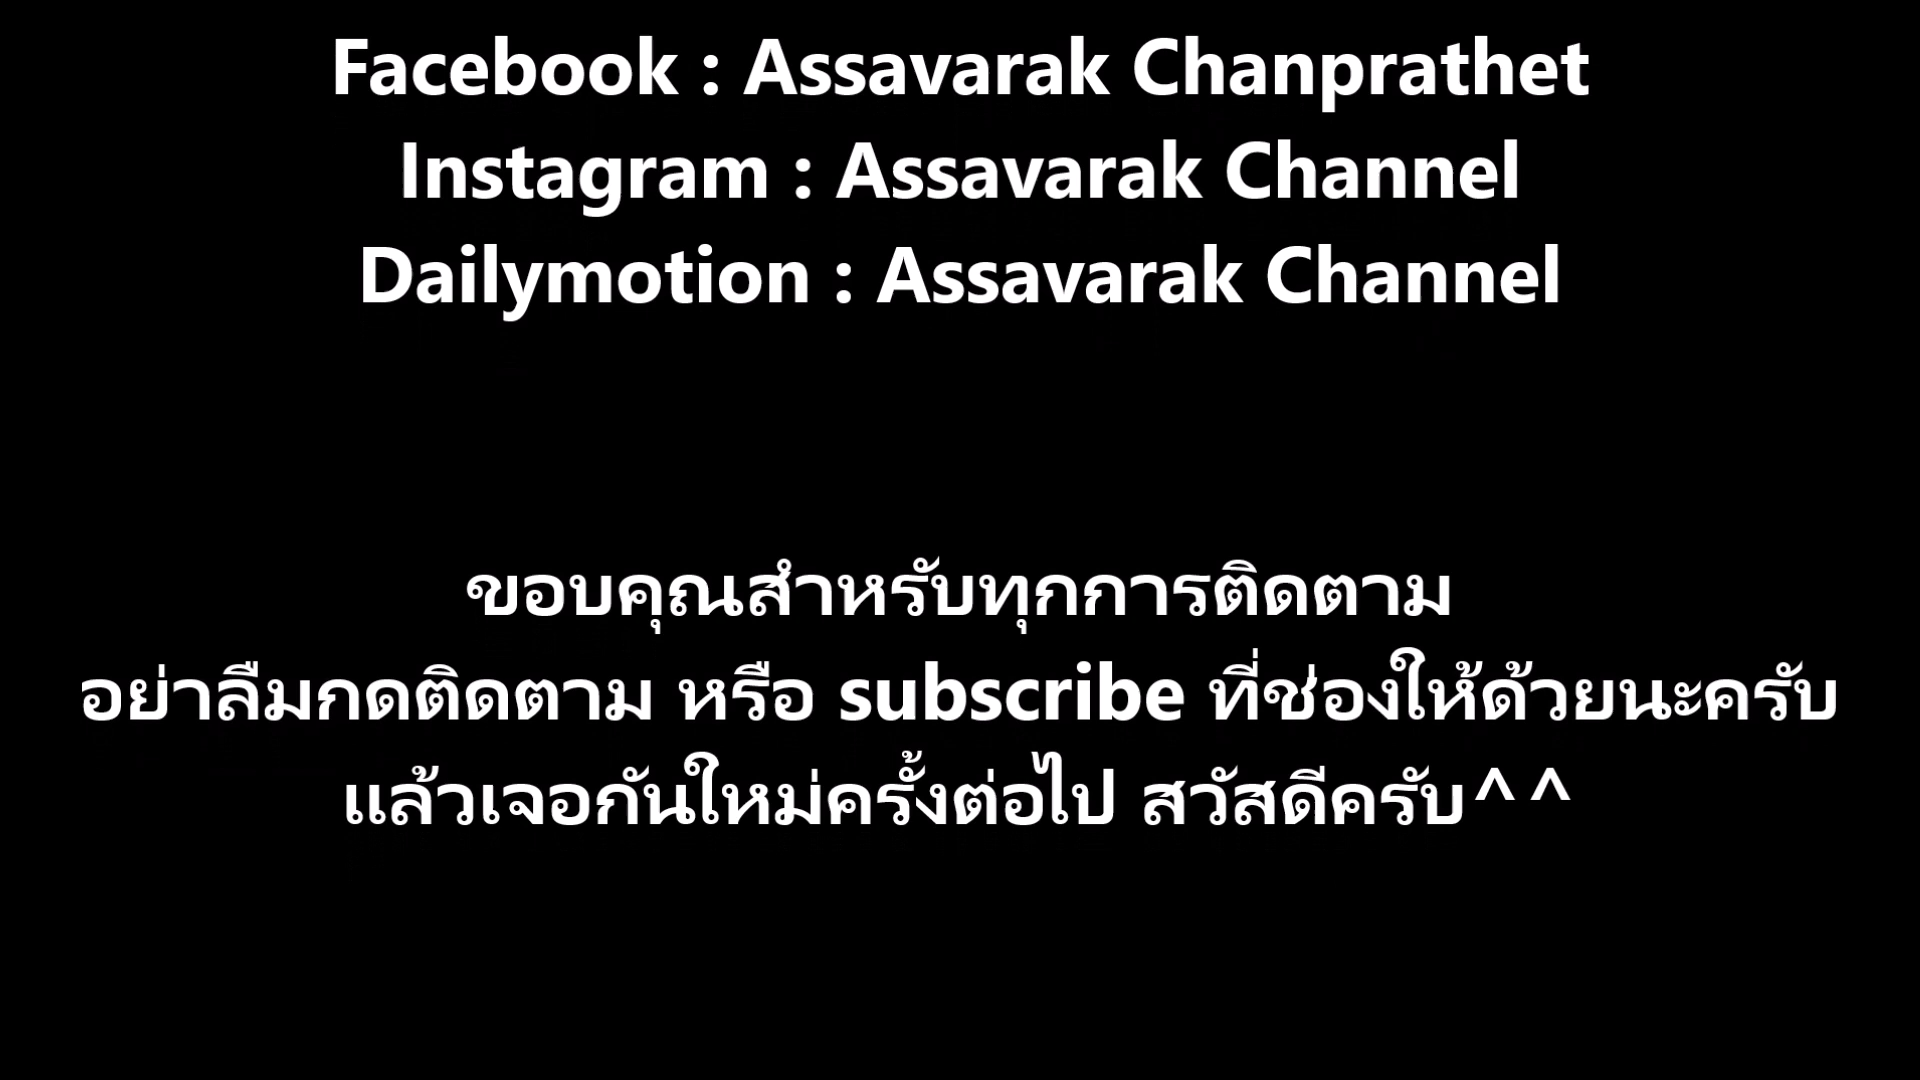 Facebook : Assavarak Chanprathet
Instagram : Assavarak Channel
Dailymotion : Assavarak Channel
ขอบคุณสำหรับทุกการติดตาม
อย่าลืมกดติดตาม หรือ subscribe ที่ช่องให้ด้วยนะครับ
แล้วเจอกันใหม่ครั้งต่อไป สวัสดีครับ^^